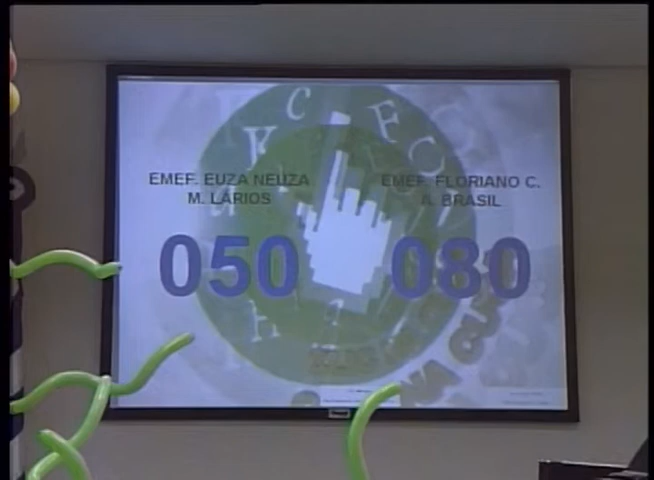 EMEF. EUZA NEUZA
M. LARIOS
050
EMEF. FLORIANO C.
A. BRASIL
080